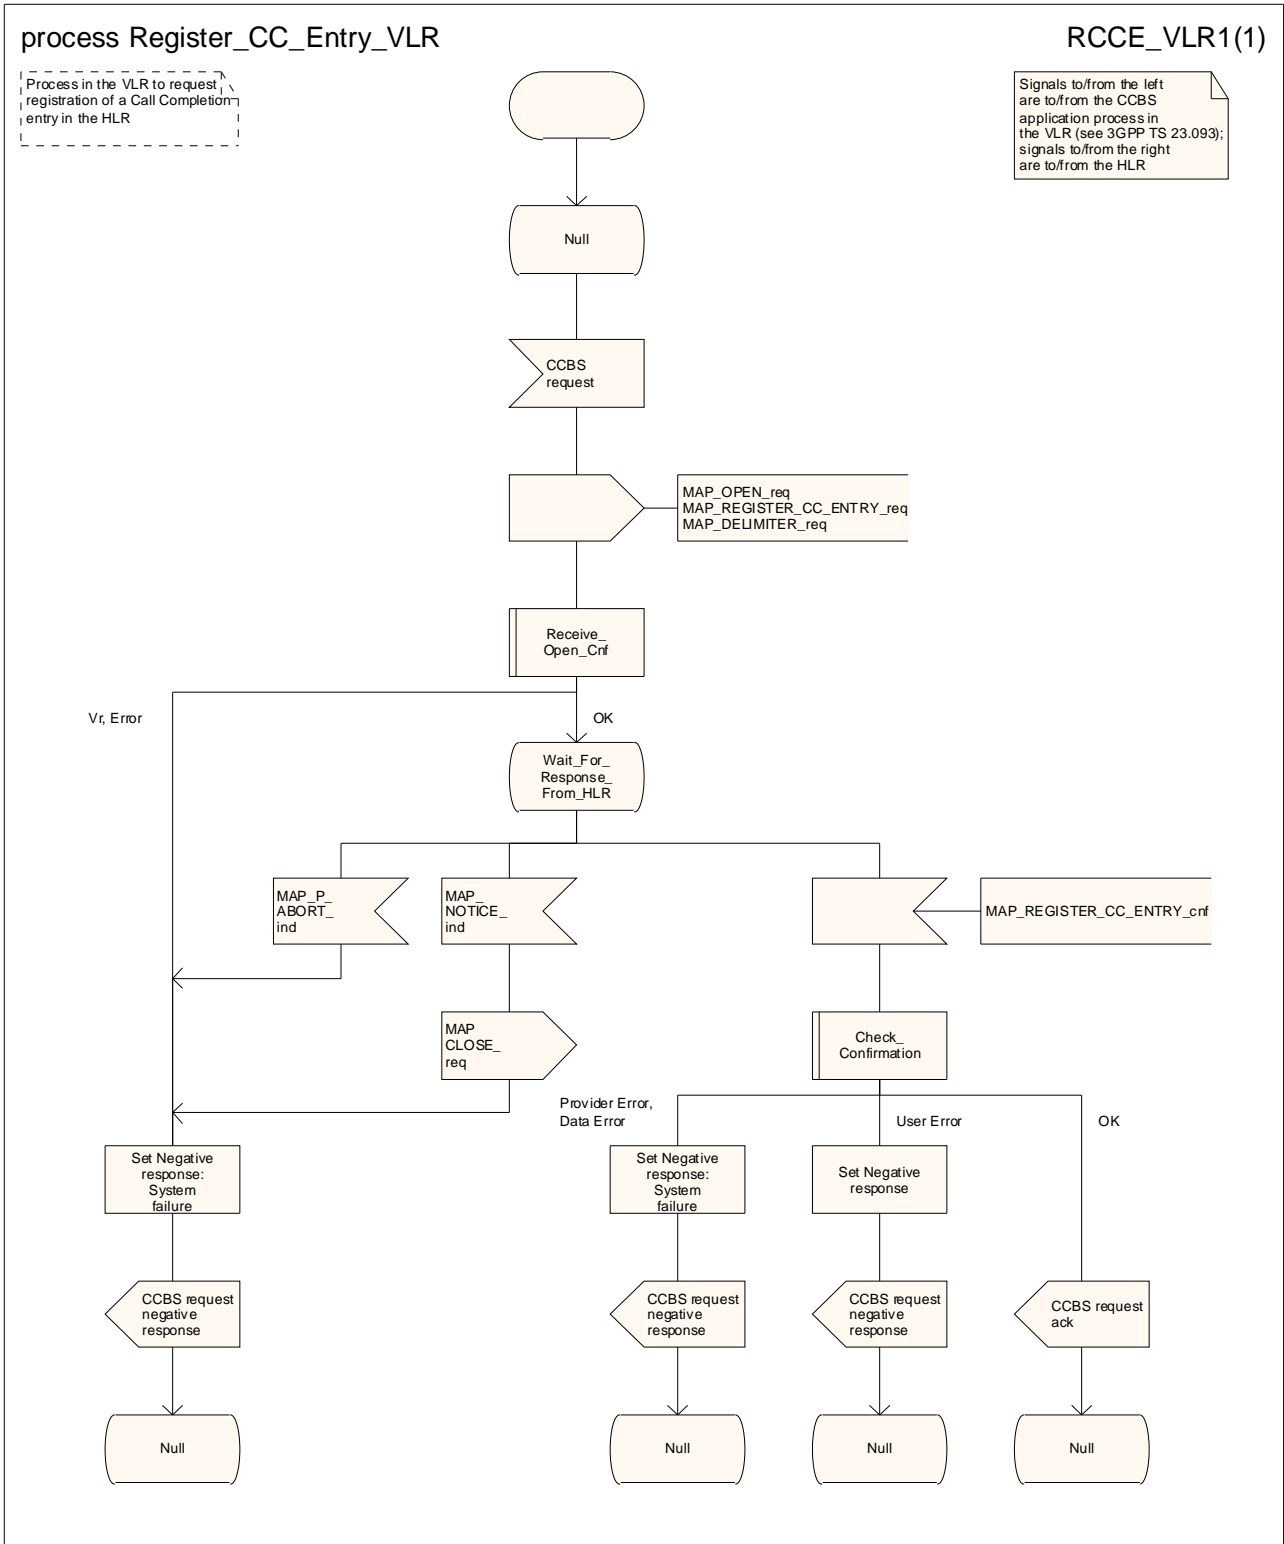 process Register_CC_Entry_VLR
RCCE_VLR1(1)
Process in the VLR to request
registration of a Call Completion
entry in the HLR
Signals to/from the left
are to/from the CCBS
application process in
the VLR (see 3GPP TS 23.093);
signals to/from the right
are to/from the HLR
Null
CCBS
request
MAP_OPEN_req
MAP_REGISTER_CC_ENTRY_req
MAP_DELIMITER_req
Receive_
Open_Cnf
Vr, Error
OK
Wait_For_
Response_
From_HLR
MAP_P_
ABORT_
ind
MAP_
NOTICE_
ind
MAP_REGISTER_CC_ENTRY_cnf
MAP
CLOSE_
req
Check_
Confirmation
Provider Error,
Data Error
User Error
OK
Set Negative
response:
System
failure
Set Negative
response:
System
failure
Set Negative
response
CCBS request
negative
response
CCBS request
negative
response
CCBS request
negative
response
CCBS request
ack
Null
Null
Null
Null